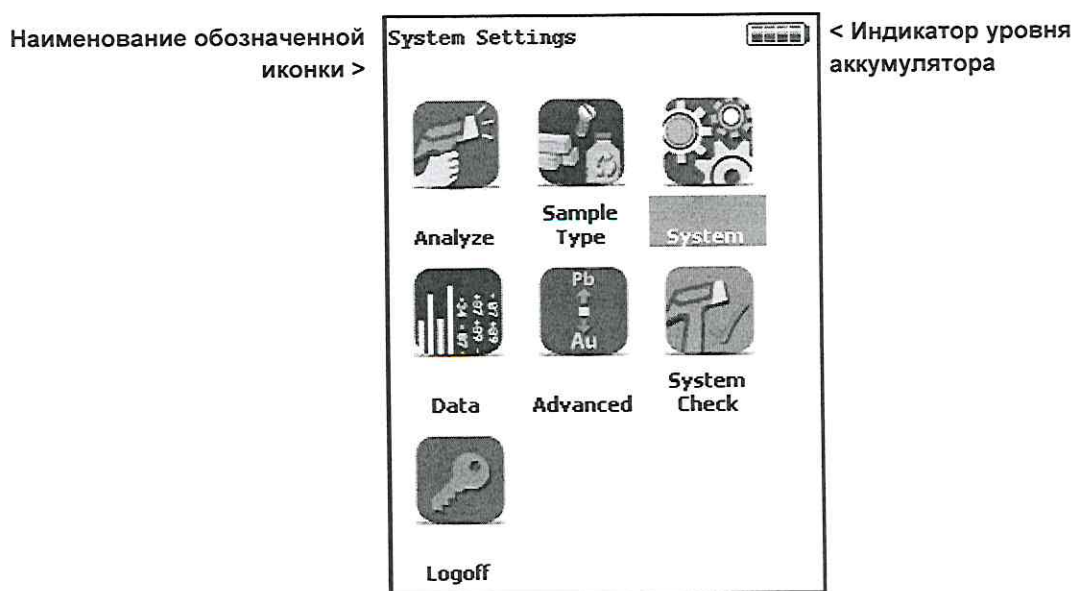 Наименование обозначенной
иконки >
System Settings
< Индикатор уровня
аккумулятора
Analyze
Sample
Type
System
Pb
Au
Data
Advanced
System
Check
Logoff